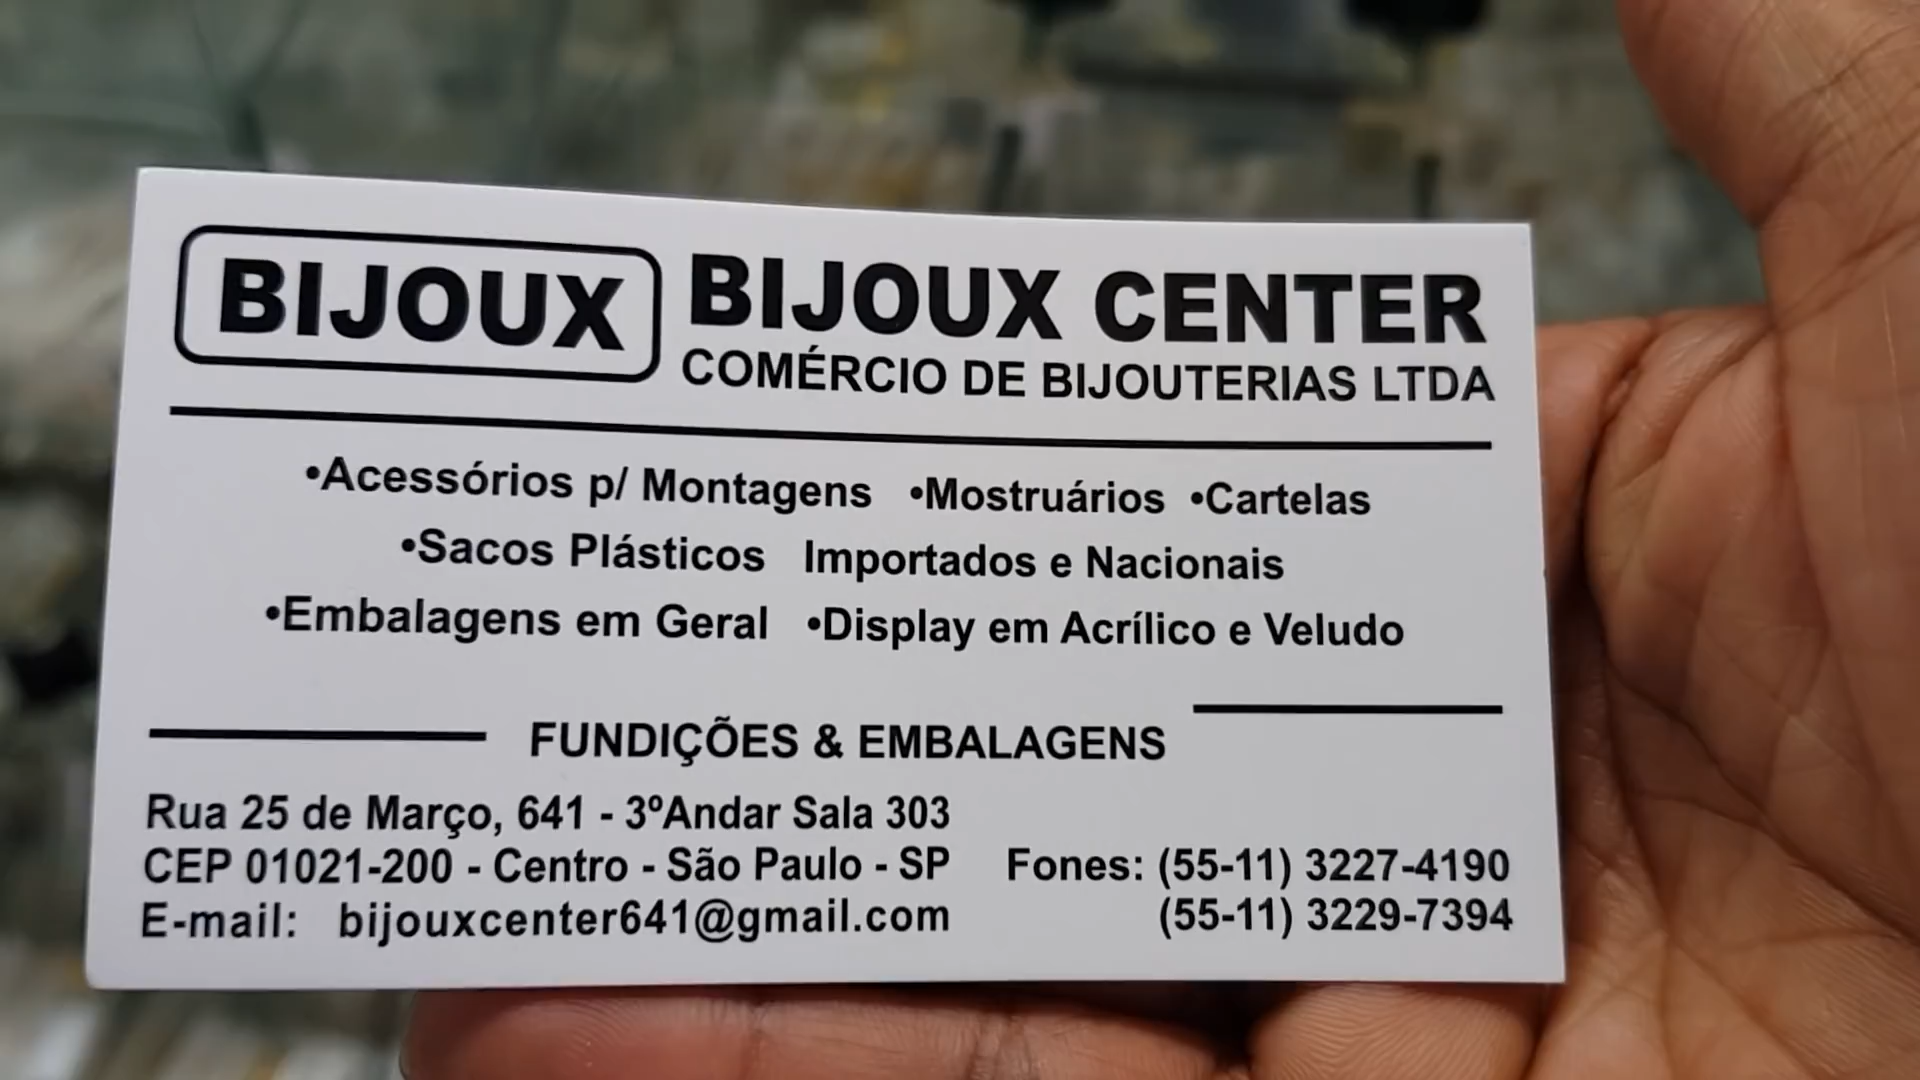 BIJOUX
BIJOUX CENTER
COMÉRCIO DE BIJOUTERIAS LTDA
•Acessórios p/ Montagens •Mostruários •Cartelas
•Sacos Plásticos Importados e Nacionais
•Embalagens em Geral •Display em Acrílico e Veludo
FUNDIÇÕES & EMBALAGENS
Rua 25 de Março, 641 - 3ºAndar Sala 303
CEP 01021-200 - Centro - São Paulo - SP
E-mail: bijouxcenter641@gmail.com
Fones: (55-11) 3227-4190
(55-11) 3229-7394